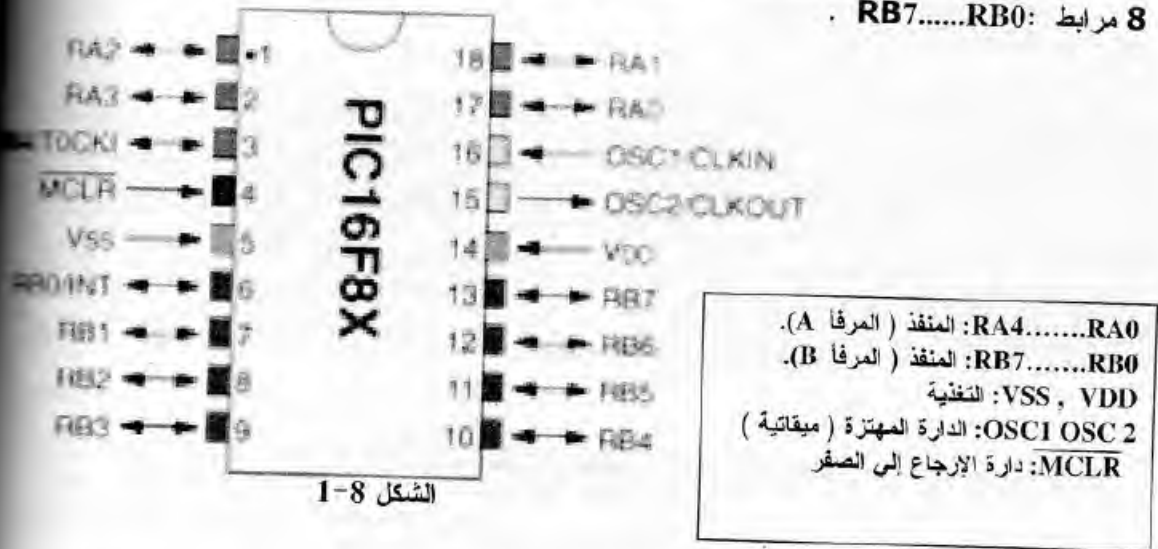 8 مرابط :RB7......RB0 .
RA2 1 18 RA1
RA3 2 17 RA0
T0CKI 3 16 OSC1/CLKIN
MCLR 4 15 OSC2/CLKOUT
VSS 5 14 VDD
RB0/INT 6 13 RB7
RB1 7 12 RB6
RB2 8 11 RB5
RB3 9 10 RB4
PIC16F8X
الشكل 8-1
RA4.......RA0: المنفذ ( المرفأ A).
RB7.......RB0: المنفذ ( المرفأ B).
VSS , VDD: التغذية
OSC1 OSC 2: الدارة المهتزة ( ميقاتية )
MCLR: دارة الإرجاع إلى الصفر